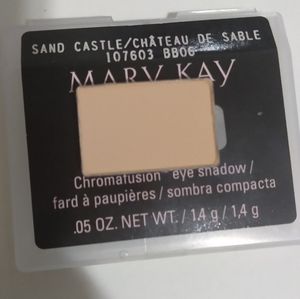 SAND CASTLE/CHÂTEAU DE SABLE
107603 BB06
MARY KAY
Chromafusion eye shadow /
fard à paupières / sombra compacta
.05 OZ. NET WT. / 1,4 g / 1,4 g